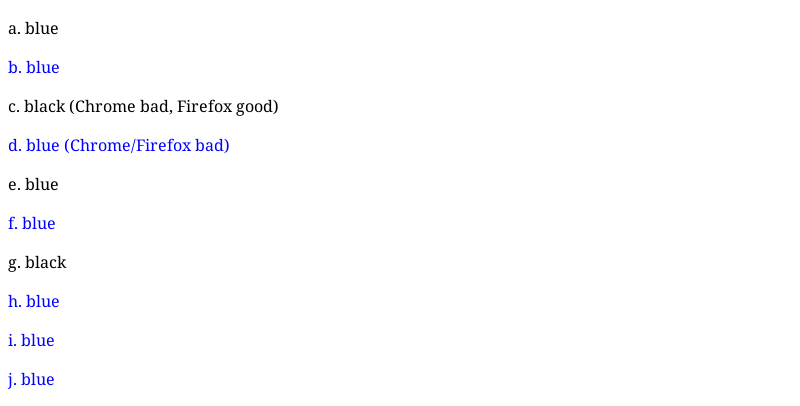 a. blue
b. blue
c. black (Chrome bad, Firefox good)
d. blue (Chrome/Firefox bad)
e. blue
f. blue
g. black
h. blue
i. blue
j. blue